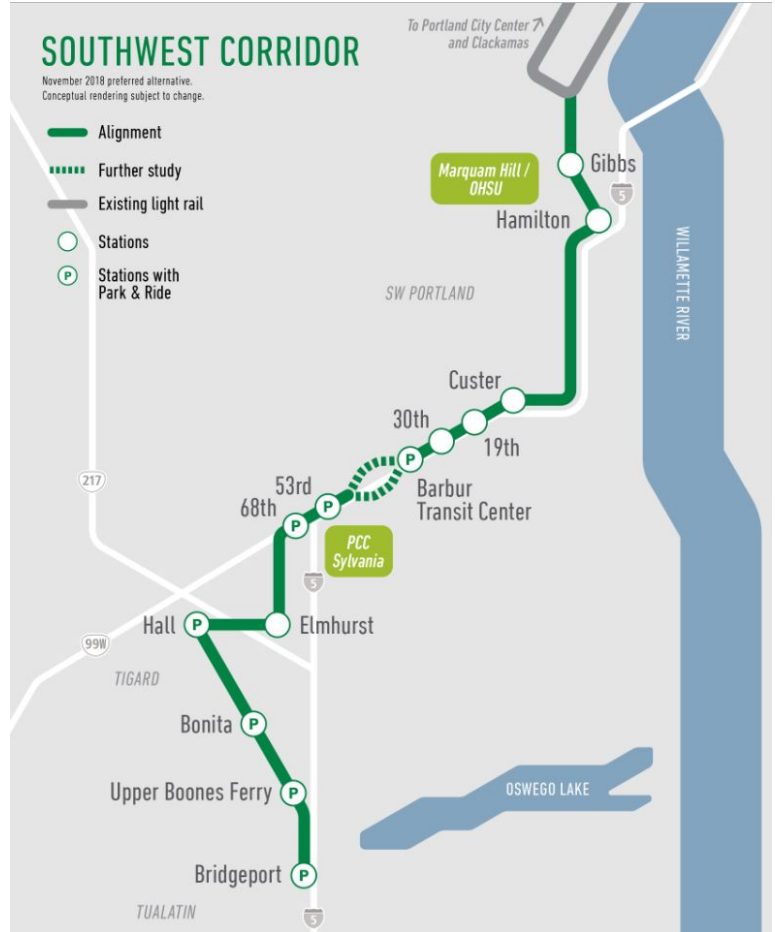 SOUTHWEST CORRIDOR
November 2018 preferred alternative.
Conceptual rendering subject to change.
Alignment
Further study
Existing light rail
Stations
P
Stations with
Park & Ride
To Portland City Center
and Clackamas
Marquam Hill /
OHSU
Gibbs
5
Hamilton
WILLAMETTE RIVER
SW PORTLAND
Custer
30th
19th
P
Barbur
Transit Center
217
53rd
P
68th
P
PCC
Sylvania
5
Hall
P
Elmhurst
99W
TIGARD
Bonita
P
Upper Boones Ferry
P
OSWEGO LAKE
Bridgeport
P
TUALATIN
5